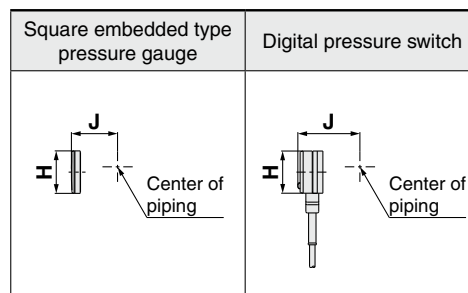 Square embedded type
pressure gauge
Digital pressure switch
J
H
Center of
piping
J
H
Center of
piping